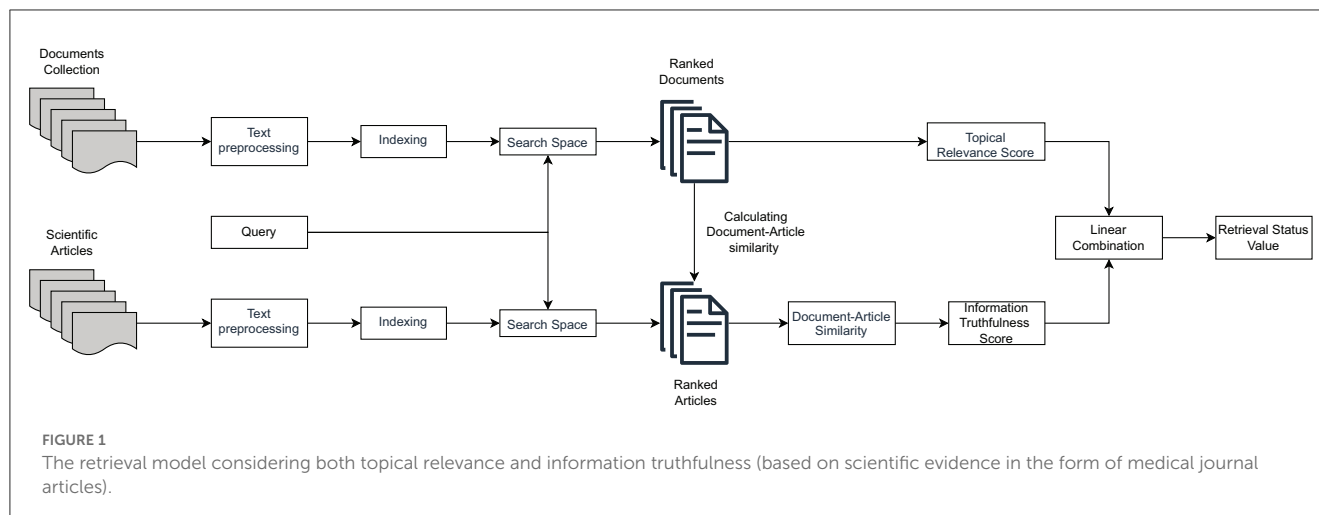 Documents
Collection
Text
preprocessing
Indexing
Search Space
Ranked
Documents
Topical
Relevance Score
Query
Calculating
Document-Article
similarity
Linear
Combination
Retrieval Status
Value
Scientific
Articles
Text
preprocessing
Indexing
Search Space
Ranked
Articles
Document-Article
Similarity
Information
Truthfulness
Score
FIGURE 1
The retrieval model considering both topical relevance and information truthfulness (based on scientific evidence in the form of medical journal
articles).